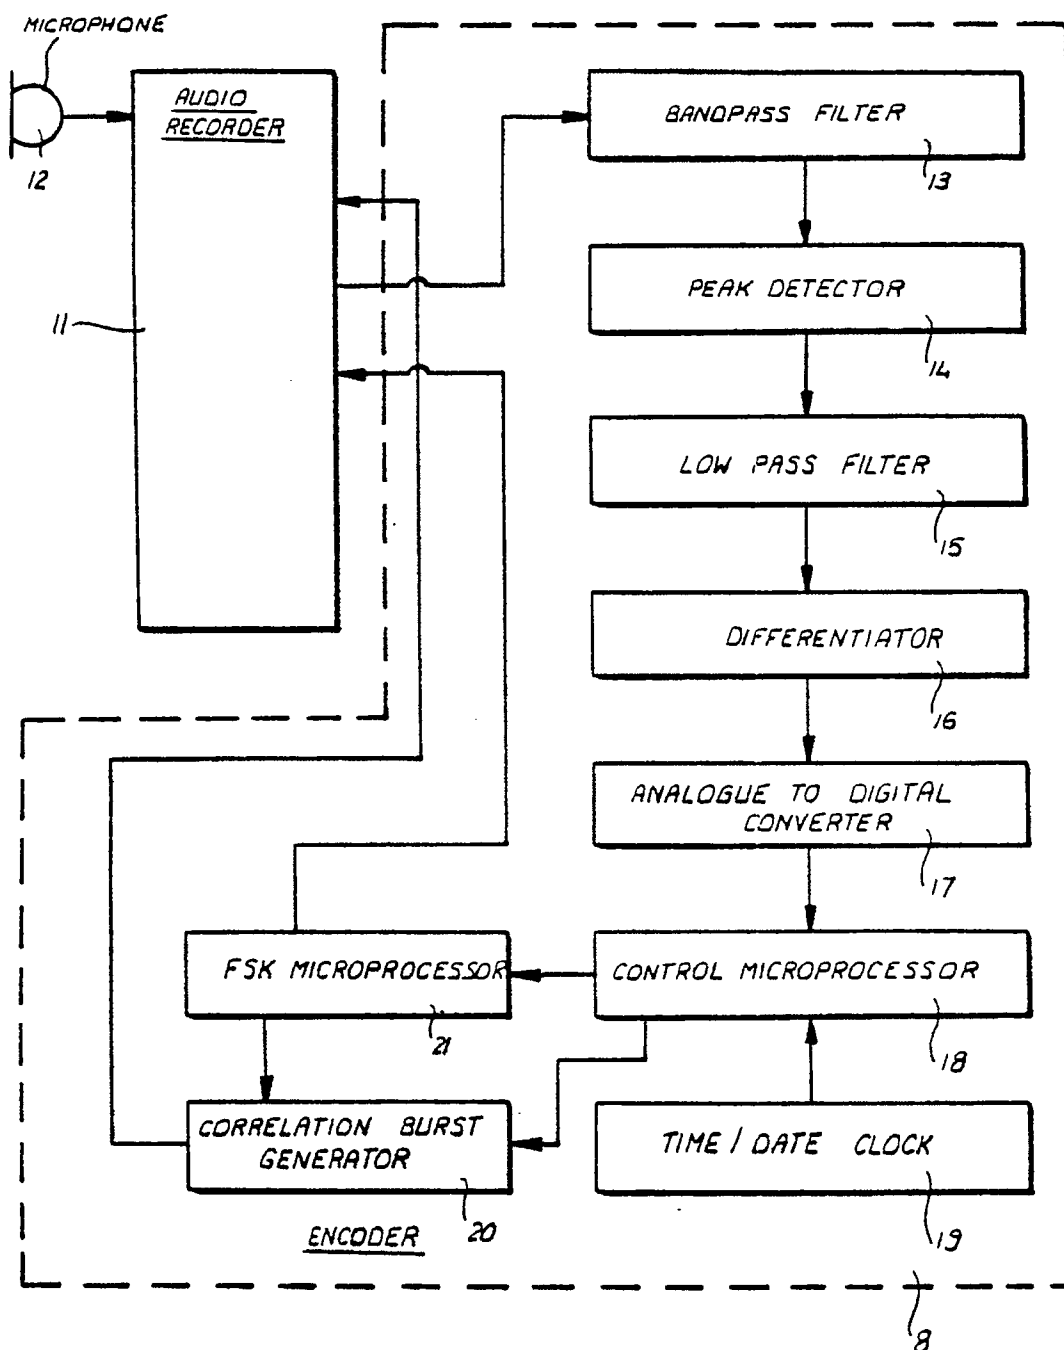 MICROPHONE
12
AUDIO
RECORDER
11
BANDPASS FILTER
13
PEAK DETECTOR
14
LOW PASS FILTER
15
DIFFERENTIATOR
16
ANALOGUE TO DIGITAL
CONVERTER
17
FSK MICROPROCESSOR
21
CONTROL MICROPROCESSOR
18
CORRELATION BURST
GENERATOR
20
TIME / DATE CLOCK
19
ENCODER
8